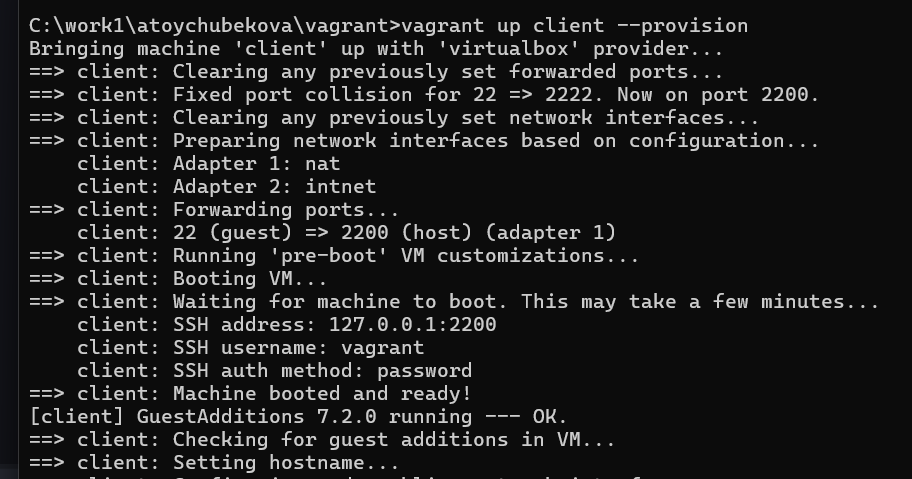 C:\work1\atoychubekova\vagrant>vagrant up client --provision
Bringing machine 'client' up with 'virtualbox' provider...
==> client: Clearing any previously set forwarded ports...
==> client: Fixed port collision for 22 => 2222. Now on port 2200.
==> client: Clearing any previously set network interfaces...
==> client: Preparing network interfaces based on configuration...
    client: Adapter 1: nat
    client: Adapter 2: intnet
==> client: Forwarding ports...
    client: 22 (guest) => 2200 (host) (adapter 1)
==> client: Running 'pre-boot' VM customizations...
==> client: Booting VM...
==> client: Waiting for machine to boot. This may take a few minutes...
    client: SSH address: 127.0.0.1:2200
    client: SSH username: vagrant
    client: SSH auth method: password
==> client: Machine booted and ready!
[client] GuestAdditions 7.2.0 running --- OK.
==> client: Checking for guest additions in VM...
==> client: Setting hostname...